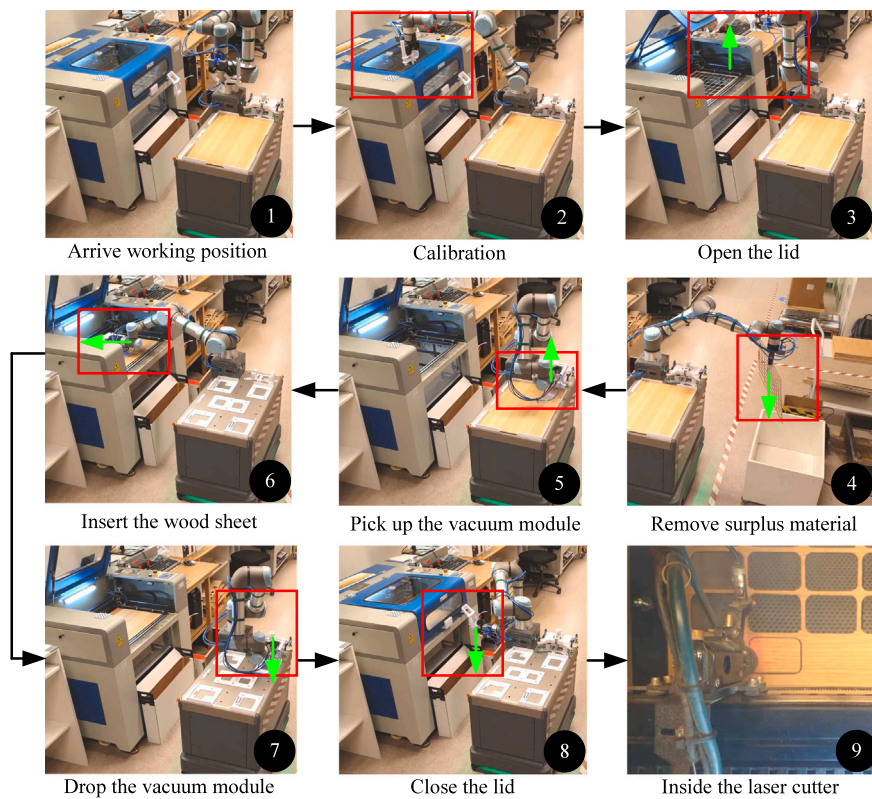 1
2
3
Arrive working position
Calibration
Open the lid
6
5
4
Insert the wood sheet
Pick up the vacuum module
Remove surplus material
7
8
9
Drop the vacuum module
Close the lid
Inside the laser cutter